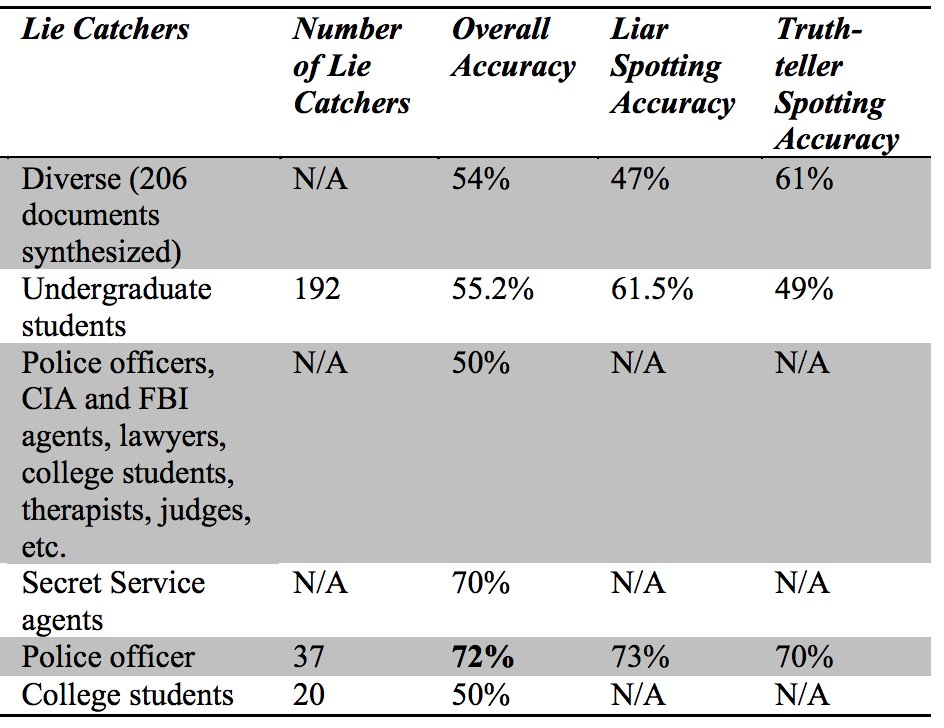 Lie Catchers Number of Lie Catchers Overall Accuracy Liar Spotting Accuracy Truth-teller Spotting Accuracy
Diverse (206 documents synthesized) N/A 54% 47% 61%
Undergraduate students 192 55.2% 61.5% 49%
Police officers, CIA and FBI agents, lawyers, college students, therapists, judges, etc. N/A 50% N/A N/A
Secret Service agents N/A 70% N/A N/A
Police officer 37 72% 73% 70%
College students 20 50% N/A N/A